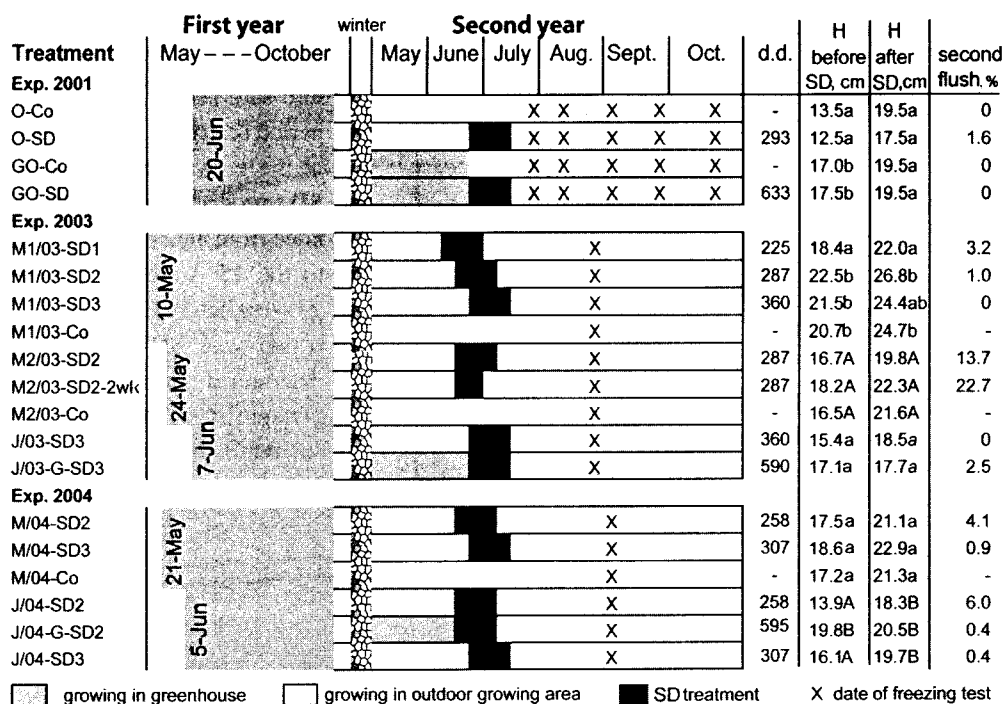 First year winter Second year H H
Treatment May - - - October May June July Aug. Sept. Oct. d.d. before after second
Exp. 2001 SD, cm SD,cm flush, %
O-Co X X X X X - 13.5a 19.5a 0
O-SD X X X X X 293 12.5a 17.5a 1.6
20-Jun
GO-Co X X X X X - 17.0b 19.5a 0
GO-SD X X X X X 633 17.5b 19.5a 0
Exp. 2003
M1/03-SD1 X 225 18.4a 22.0a 3.2
M1/03-SD2 X 287 22.5b 26.8b 1.0
10-May
M1/03-SD3 X 360 21.5b 24.4ab 0
M1/03-Co X - 20.7b 24.7b -
M2/03-SD2 X 287 16.7A 19.8A 13.7
M2/03-SD2-2wk X 287 18.2A 22.3A 22.7
24-May
M2/03-Co X - 16.5A 21.6A -
J/03-SD3 X 360 15.4a 18.5a 0
7-Jun
J/03-G-SD3 X 590 17.1a 17.7a 2.5
Exp. 2004
M/04-SD2 X 258 17.5a 21.1a 4.1
M/04-SD3 X 307 18.6a 22.9a 0.9
21-May
M/04-Co X - 17.2a 21.3a -
J/04-SD2 X 258 13.9A 18.3B 6.0
J/04-G-SD2 X 595 19.8B 20.5B 0.4
5-Jun
J/04-SD3 X 307 16.1A 19.7B 0.4
growing in greenhouse growing in outdoor growing area SD treatment X date of freezing test